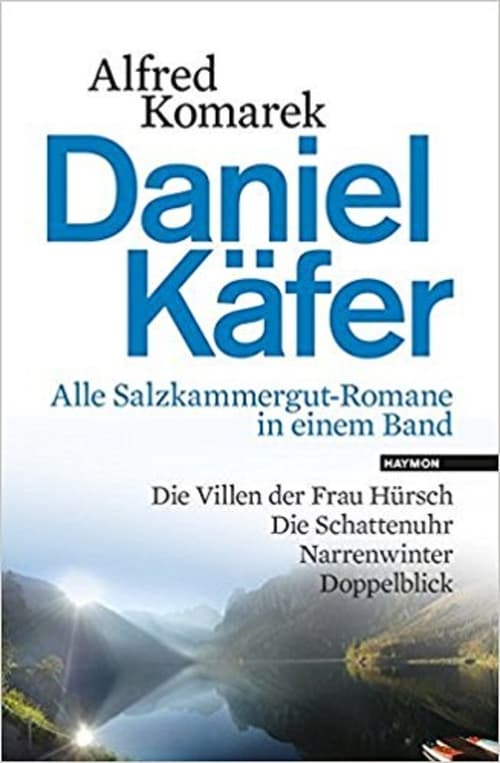 Alfred
Komarek
Daniel
Käfer
Alle Salzkammergut-Romane
in einem Band
HAYMON
Die Villen der Frau Hürsch
Die Schattenuhr
Narrenwinter
Doppelblick